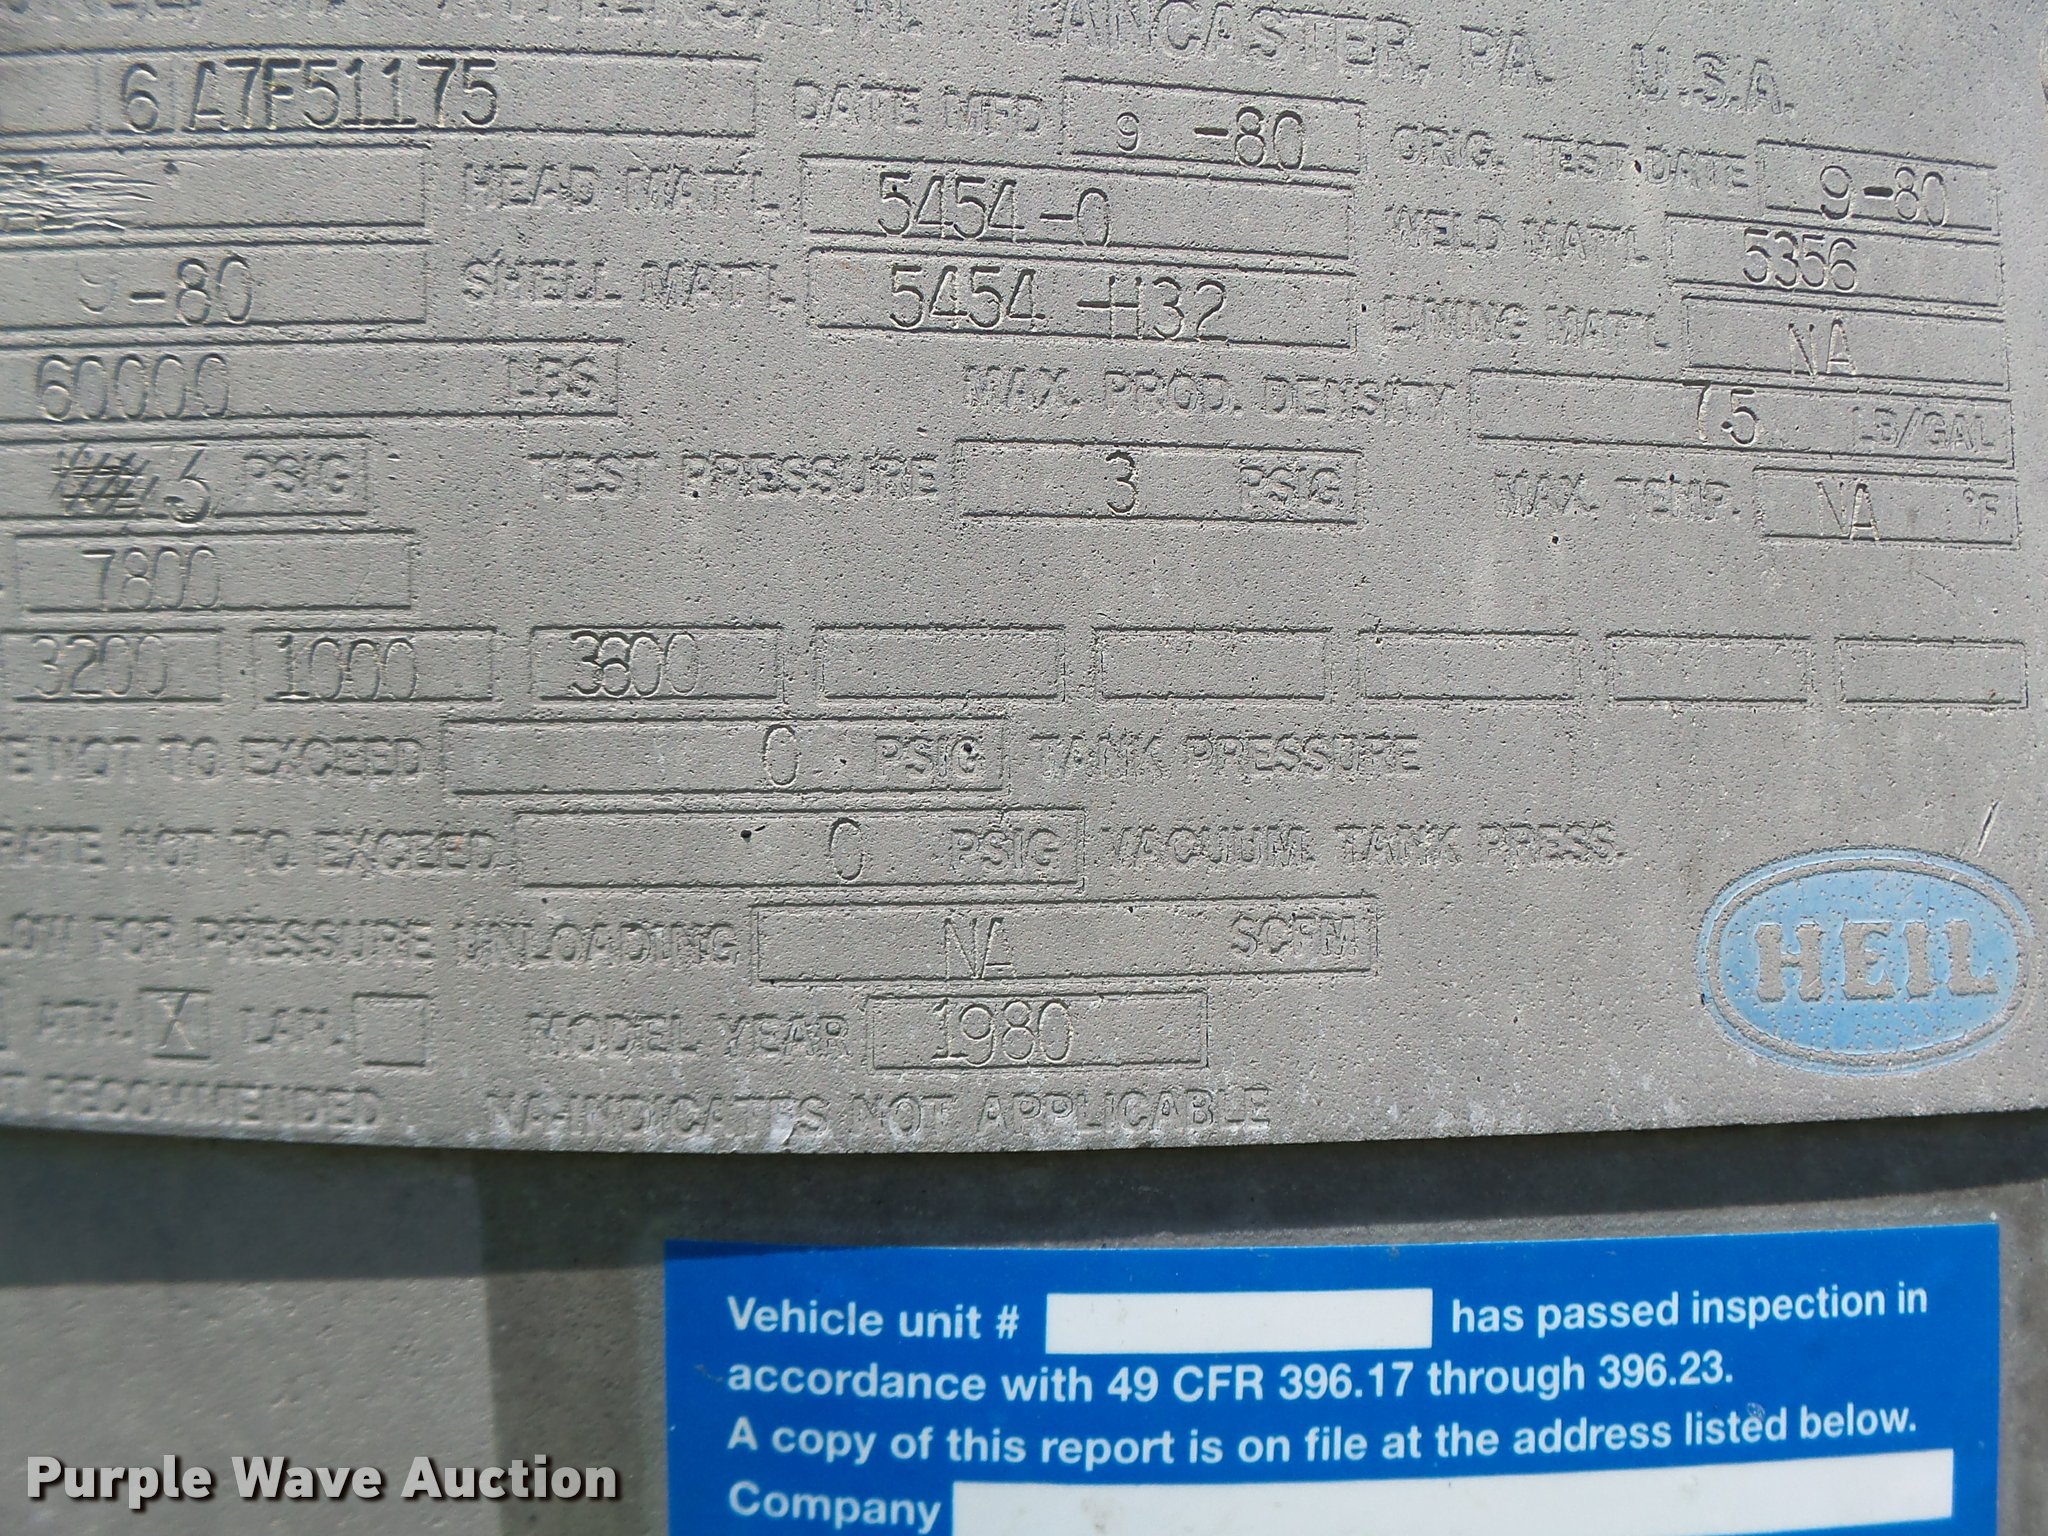 LANCASTER, PA. U.S.A.
6 A7F51175 DATE MFD 9 -80 ORIG. TEST DATE 9-80
HEAD MAT'L 5454-0 WELD MAT'L 5356
9-80 SHELL MAT'L 5454-H32 LINING MAT'L NA
60000 LBS MAX. PROD. DENSITY 7.5 LB/GAL
3 PSIG TEST PRESSURE 3 PSIG MAX. TEMP. NA °F
7800
3200 1000 3600
E NOT TO EXCEED 0 PSIG TANK PRESSURE
RATE NOT TO EXCEED 0 PSIG VACUUM TANK PRESS.
LOW FOR PRESSURE UNLOADING NA SCFM
ATH. X LAH. MODEL YEAR 1980
T RECOMMENDED NA-INDICATES NOT APPLICABLE
HEIL
Vehicle unit # has passed inspection in
accordance with 49 CFR 396.17 through 396.23.
A copy of this report is on file at the address listed below.
Company
Purple Wave Auction